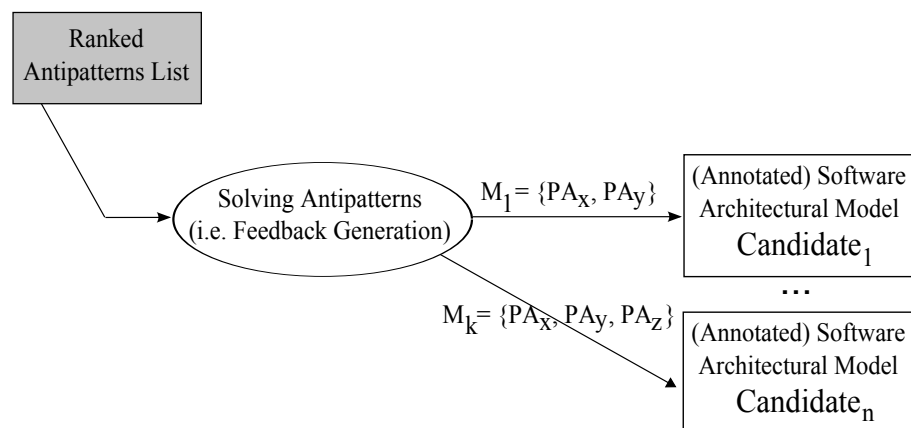 Ranked
Antipatterns List
Solving Antipatterns
(i.e. Feedback Generation)
M₁= {PAₓ, PAy}
(Annotated) Software
Architectural Model
Candidate₁
...
Mₖ= {PAₓ, PAy, PAz}
(Annotated) Software
Architectural Model
Candidateₙ